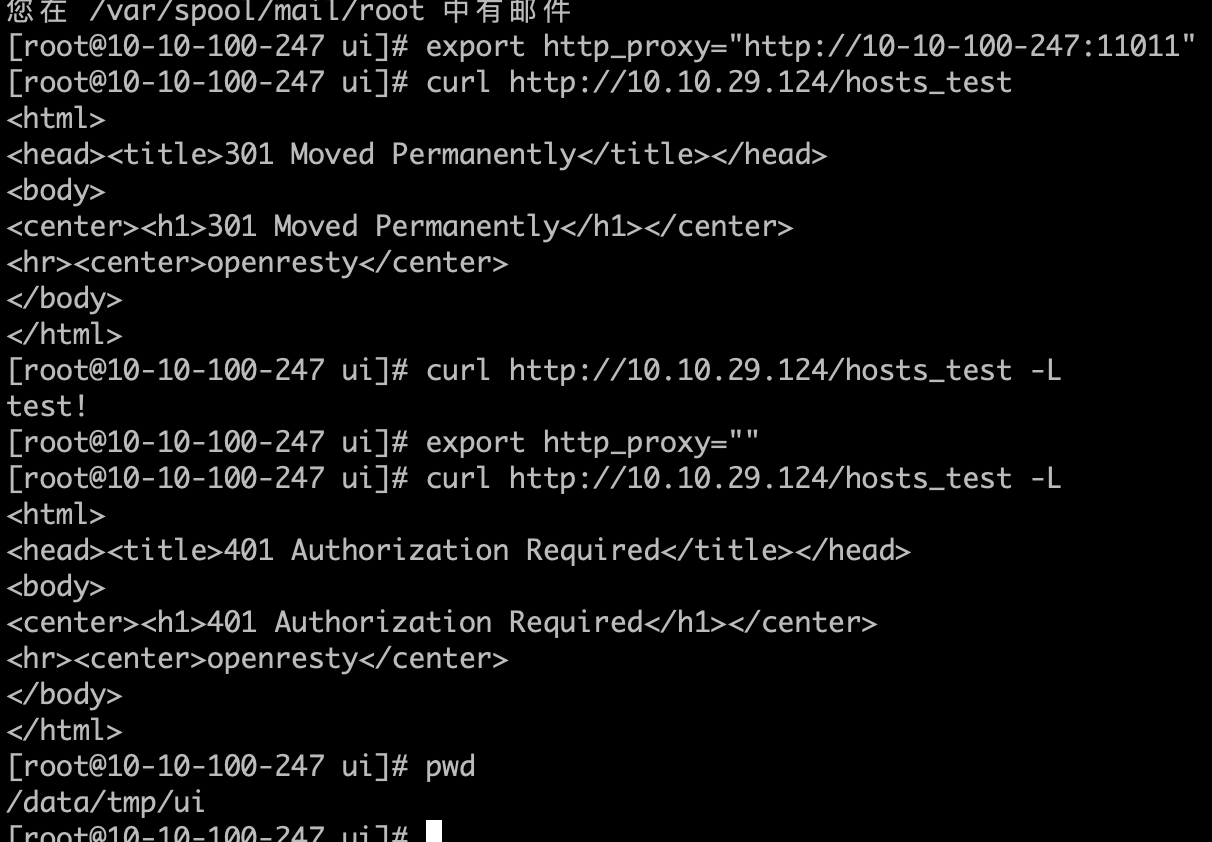 您在 /var/spool/mail/root 中有邮件
[root@10-10-100-247 ui]# export http_proxy="http://10-10-100-247:11011"
[root@10-10-100-247 ui]# curl http://10.10.29.124/hosts_test
<html>
<head><title>301 Moved Permanently</title></head>
<body>
<center><h1>301 Moved Permanently</h1></center>
<hr><center>openresty</center>
</body>
</html>
[root@10-10-100-247 ui]# curl http://10.10.29.124/hosts_test -L
test!
[root@10-10-100-247 ui]# export http_proxy=""
[root@10-10-100-247 ui]# curl http://10.10.29.124/hosts_test -L
<html>
<head><title>401 Authorization Required</title></head>
<body>
<center><h1>401 Authorization Required</h1></center>
<hr><center>openresty</center>
</body>
</html>
[root@10-10-100-247 ui]# pwd
/data/tmp/ui
[root@10-10-100-247 ui]#